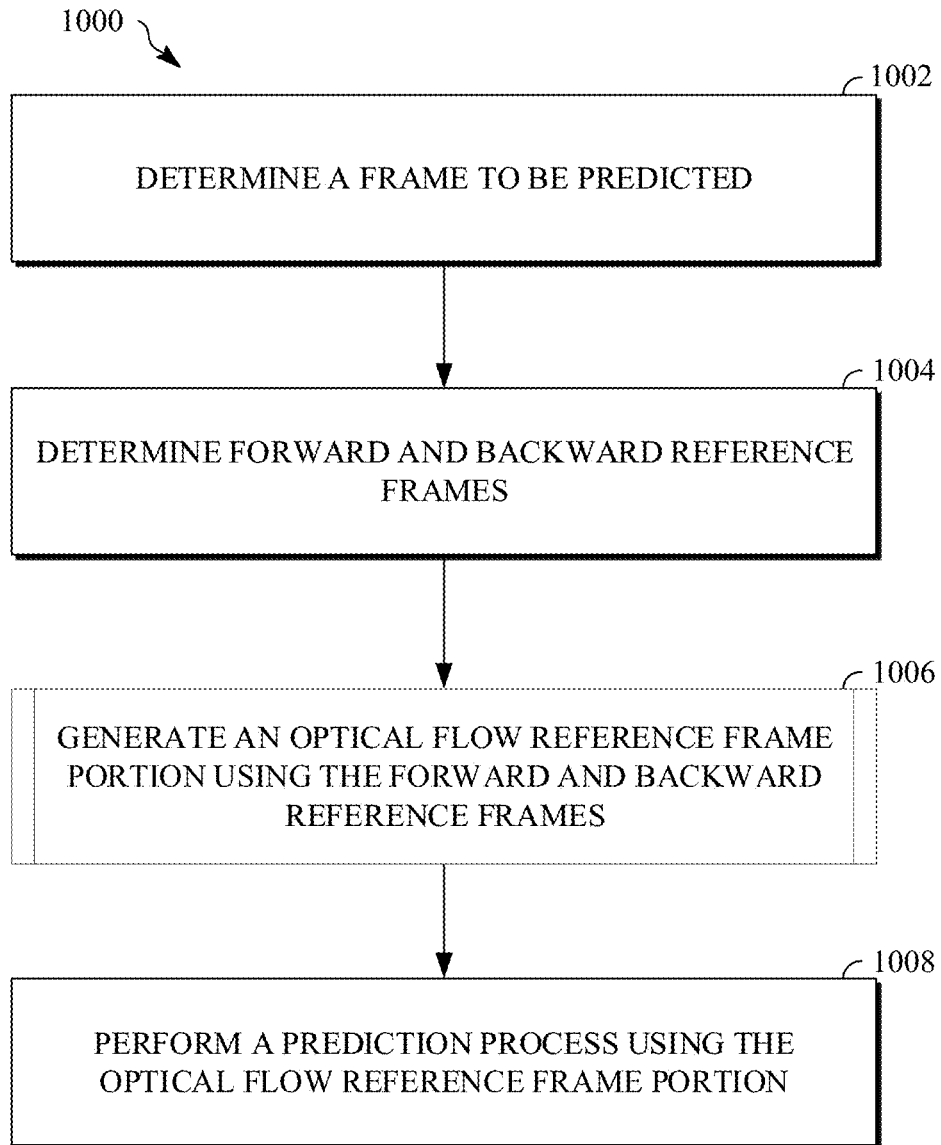 1000
1002
DETERMINE A FRAME TO BE PREDICTED
1004
DETERMINE FORWARD AND BACKWARD REFERENCE
FRAMES
1006
GENERATE AN OPTICAL FLOW REFERENCE FRAME
PORTION USING THE FORWARD AND BACKWARD
REFERENCE FRAMES
1008
PERFORM A PREDICTION PROCESS USING THE
OPTICAL FLOW REFERENCE FRAME PORTION